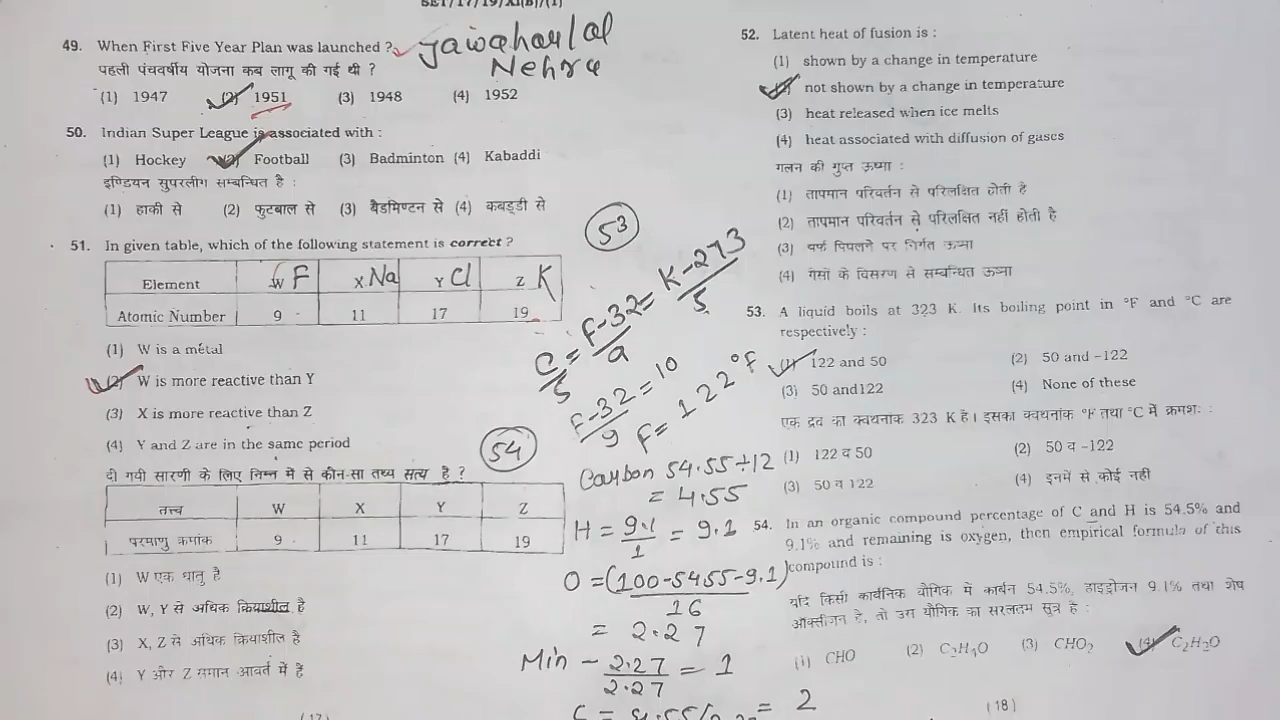 SET/17/19/XI(B)/(1)
49. When First Five Year Plan was launched ?
Jawaharlal
Nehru
पहली पंचवर्षीय योजना कब लागू की गई थी ?
(1) 1947 (2) 1951 (3) 1948 (4) 1952
50. Indian Super League is associated with :
(1) Hockey (2) Football (3) Badminton (4) Kabaddi
इण्डियन सुपरलीग सम्बन्धित है :
(1) हाकी से (2) फुटबाल से (3) बैडमिण्टन से (4) कबड्डी से
51. In given table, which of the following statement is correct ?
Element W F X Na Y Cl Z K
Atomic Number 9 11 17 19
(1) W is a metal
(2) W is more reactive than Y
(3) X is more reactive than Z
(4) Y and Z are in the same period
दी गयी सारणी के लिए निम्न में से कौन-सा तथ्य सत्य है ?
तत्त्व W X Y Z
परमाणु क्रमांक 9 11 17 19
(1) W एक धातु है
(2) W, Y से अधिक क्रियाशील है
(3) X, Z से अधिक क्रियाशील है
(4) Y और Z समान आवर्त में है
(17)
53
C/5 = F-32/9 = K-273/5
F-32/9 = 10
F = 122°F
54
Caybon 54.55÷12
= 4.55
H = 9.1/1 = 9.1
O = (100-5455-9.1)/16
= 2.27
Min - 2.27/2.27 = 1
= 2
52. Latent heat of fusion is :
(1) shown by a change in temperature
(2) not shown by a change in temperature
(3) heat released when ice melts
(4) heat associated with diffusion of gases
गलन की गुप्त ऊष्मा :
(1) तापमान परिवर्तन से परिलक्षित होती है
(2) तापमान परिवर्तन से परिलक्षित नहीं होती है
(3) बर्फ पिघलने पर निर्गत ऊष्मा
(4) गैसों के विसरण से सम्बन्धित ऊष्मा
53. A liquid boils at 323 K. Its boiling point in °F and °C are
respectively :
(1) 122 and 50 (2) 50 and -122
(3) 50 and122 (4) None of these
एक द्रव का क्वथनांक 323 K है। इसका क्वथनांक °F तथा °C में क्रमशः :
(1) 122 व 50 (2) 50 व -122
(3) 50 व 122 (4) इनमें से कोई नहीं
54. In an organic compound percentage of C and H is 54.5% and
9.1% and remaining is oxygen, then empirical formula of this
compound is :
यदि किसी कार्बनिक यौगिक में कार्बन 54.5%, हाइड्रोजन 9.1% तथा शेष
ऑक्सीजन है, तो उस यौगिक का सरलतम सूत्र है :
(1) CHO (2) C₂H₄O (3) CHO₂ (4) C₂H₂O
(18)